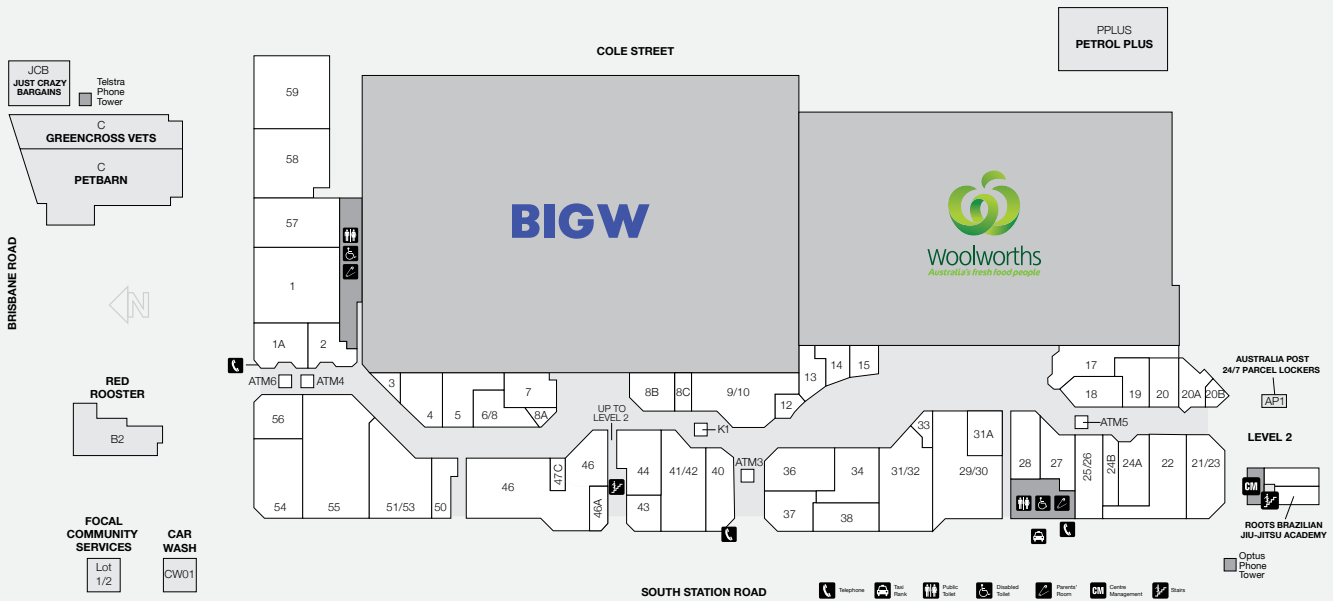 COLE STREET
PPLUS
PETROL PLUS
JCB
JUST CRAZY
BARGAINS
Telstra
Phone
Tower
C
GREENCROSS VETS
C
PETBARN
BRISBANE ROAD
N
RED
ROOSTER
B2
FOCAL
COMMUNITY
SERVICES
Lot
1/2
CAR
WASH
CW01
59
58
57
1
1A
2
ATM6
ATM4
BIGW
Woolworths
Australia's fresh food people
3
4
5
6/8
7
8A
8B
8C
9/10
12
13
14
15
17
18
19
20
20A
20B
UP TO
LEVEL 2
K1
ATM3
ATM5
56
54
55
51/53
50
46
47C
46
46A
44
43
41/42
40
36
37
34
38
31/32
33
29/30
31A
28
27
25/26
24B
24A
22
21/23
AUSTRALIA POST
24/7 PARCEL LOCKERS
AP1
LEVEL 2
CM
ROOTS BRAZILIAN
JIU-JITSU ACADEMY
Optus
Phone
Tower
SOUTH STATION ROAD
Telephone
Taxi
Rank
Public
Toilet
Disabled
Toilet
Parents'
Room
CM
Centre
Management
Stairs